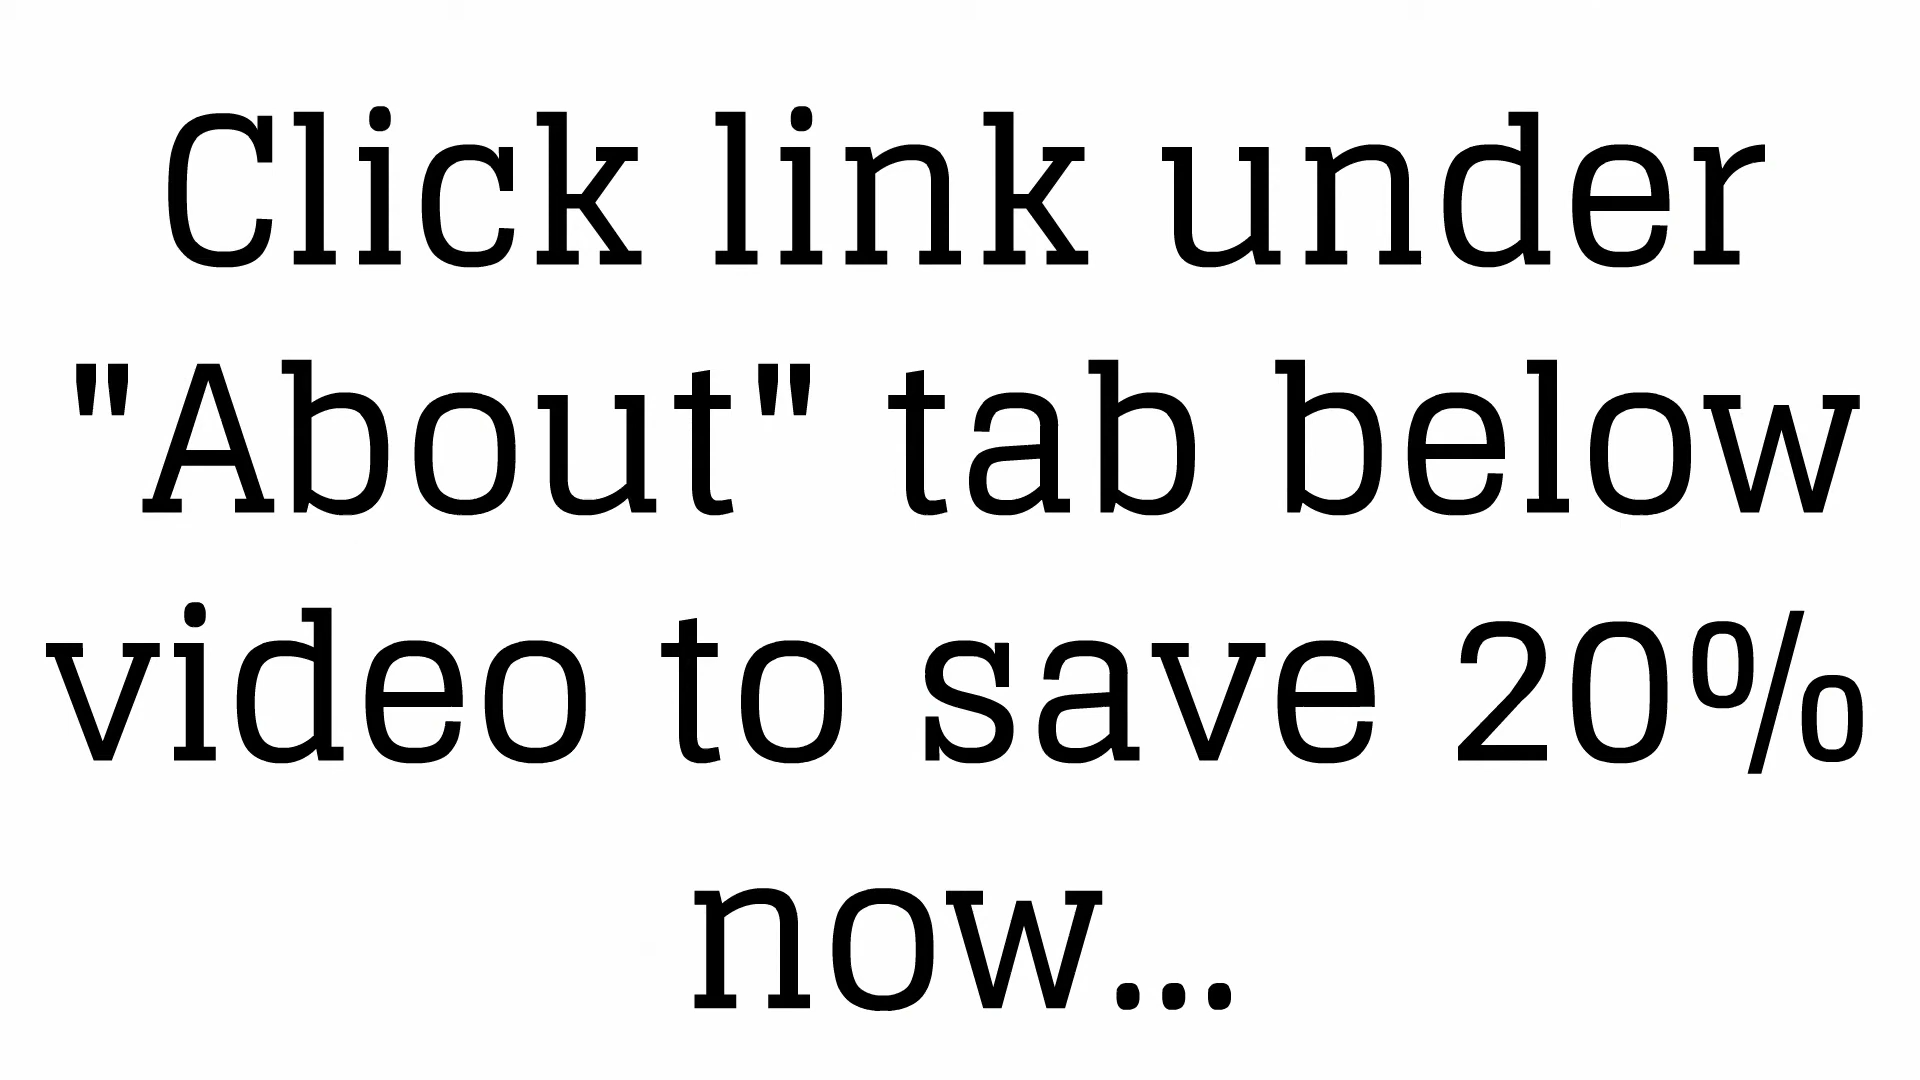 Click link under
"About" tab below
video to save 20%
now...